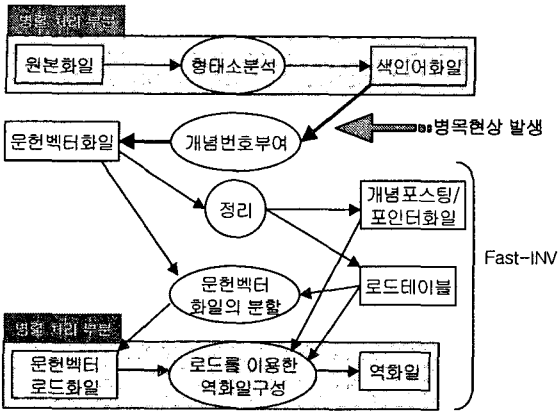 병렬 처리 부분
원본화일
형태소분석
색인어화일
문헌벡터화일
개념번호부여
병목현상 발생
정리
개념포스팅/
포인터화일
Fast-INV
문헌벡터
화일의 분할
로드테이블
병렬 처리 부분
문헌벡터
로드화일
로드를 이용한
역화일구성
역화일